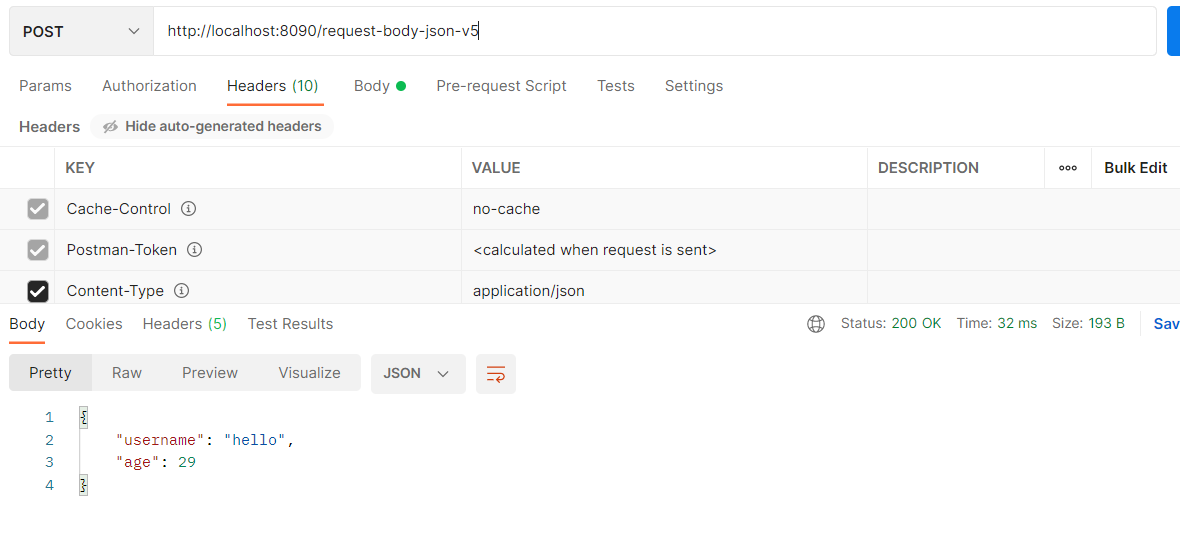 POST http://localhost:8090/request-body-json-v5
Params Authorization Headers (10) Body Pre-request Script Tests Settings
Headers Hide auto-generated headers
KEY VALUE DESCRIPTION ooo Bulk Edit
Cache-Control no-cache
Postman-Token <calculated when request is sent>
Content-Type application/json
Body Cookies Headers (5) Test Results Status: 200 OK Time: 32 ms Size: 193 B Sav
Pretty Raw Preview Visualize JSON
1 {
2 "username": "hello",
3 "age": 29
4 }